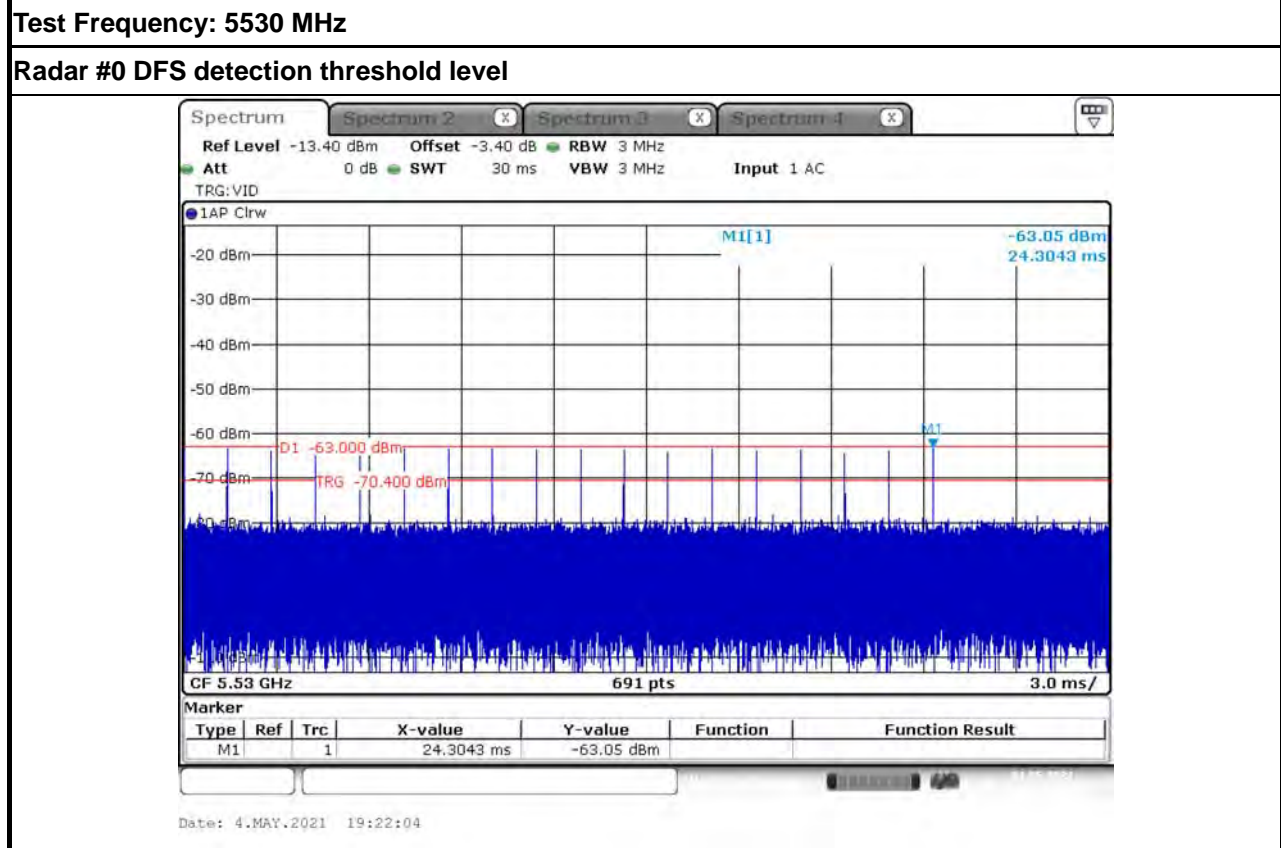 Test Frequency: 5530 MHz
Radar #0 DFS detection threshold level
Spectrum Spectrum 2 X Spectrum 3 X Spectrum 4 X
Ref Level -13.40 dBm Offset -3.40 dB RBW 3 MHz
Att 0 dB SWT 30 ms VBW 3 MHz Input 1 AC
TRG:VID
1AP Clrw
M1[1] -63.05 dBm
24.3043 ms
-20 dBm
-30 dBm
-40 dBm
-50 dBm
-60 dBm
M1
D1 -63.000 dBm
-70 dBm
TRG -70.400 dBm
-80 dBm
CF 5.53 GHz 691 pts 3.0 ms/
Marker
Type Ref Trc X-value Y-value Function Function Result
M1 1 24.3043 ms -63.05 dBm
Date: 4.MAY.2021 19:22:04